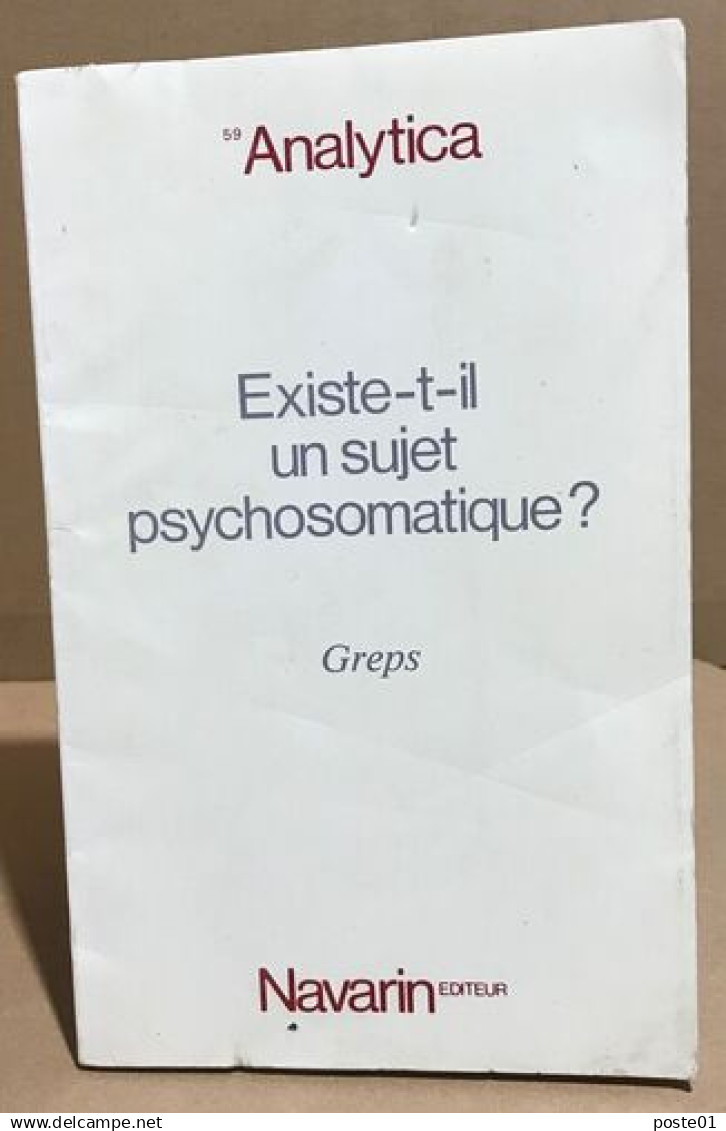 59 Analytica
Existe-t-il
un sujet
psychosomatique ?
Greps
Navarin EDITEUR
www.delcampe.net
poste01